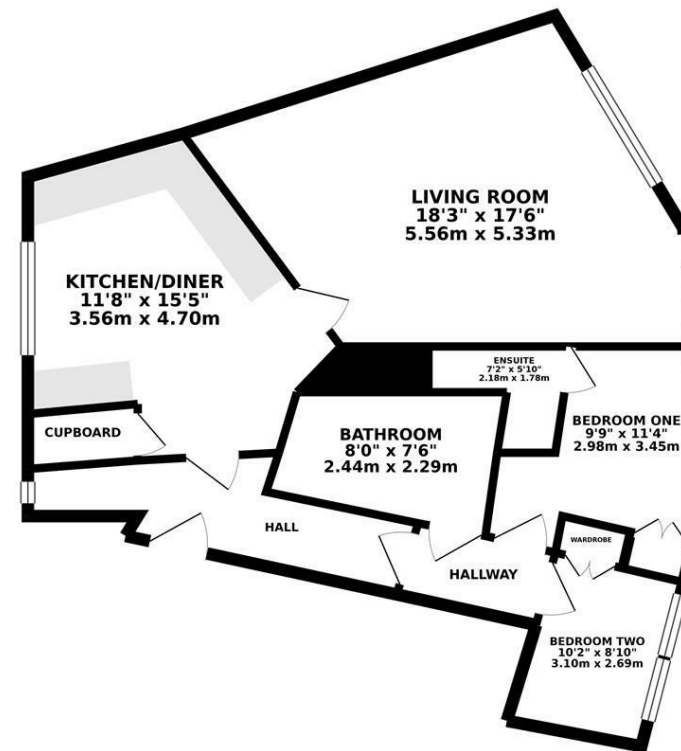 LIVING ROOM
18'3" x 17'6"
5.56m x 5.33m
KITCHEN/DINER
11'8" x 15'5"
3.56m x 4.70m
ENSUITE
7'2" x 5'10"
2.18m x 1.78m
BEDROOM ONE
9'9" x 11'4"
2.98m x 3.45m
CUPBOARD
BATHROOM
8'0" x 7'6"
2.44m x 2.29m
HALL
WARDROBE
HALLWAY
BEDROOM TWO
10'2" x 8'10"
3.10m x 2.69m